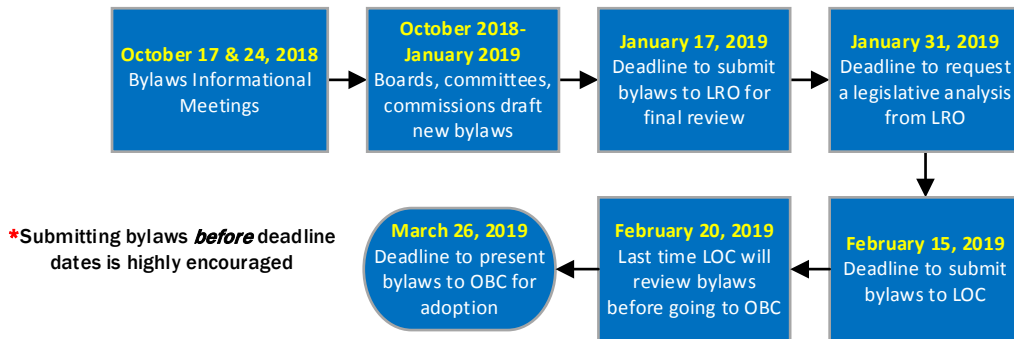 October 17 & 24, 2018
Bylaws Informational
Meetings
October 2018-
January 2019
Boards, committees,
commissions draft
new bylaws
January 17, 2019
Deadline to submit
bylaws to LRO for
final review
January 31, 2019
Deadline to request
a legislative analysis
from LRO
February 15, 2019
Deadline to submit
bylaws to LOC
February 20, 2019
Last time LOC will
review bylaws
before going to OBC
March 26, 2019
Deadline to present
bylaws to OBC for
adoption
*Submitting bylaws before deadline
dates is highly encouraged